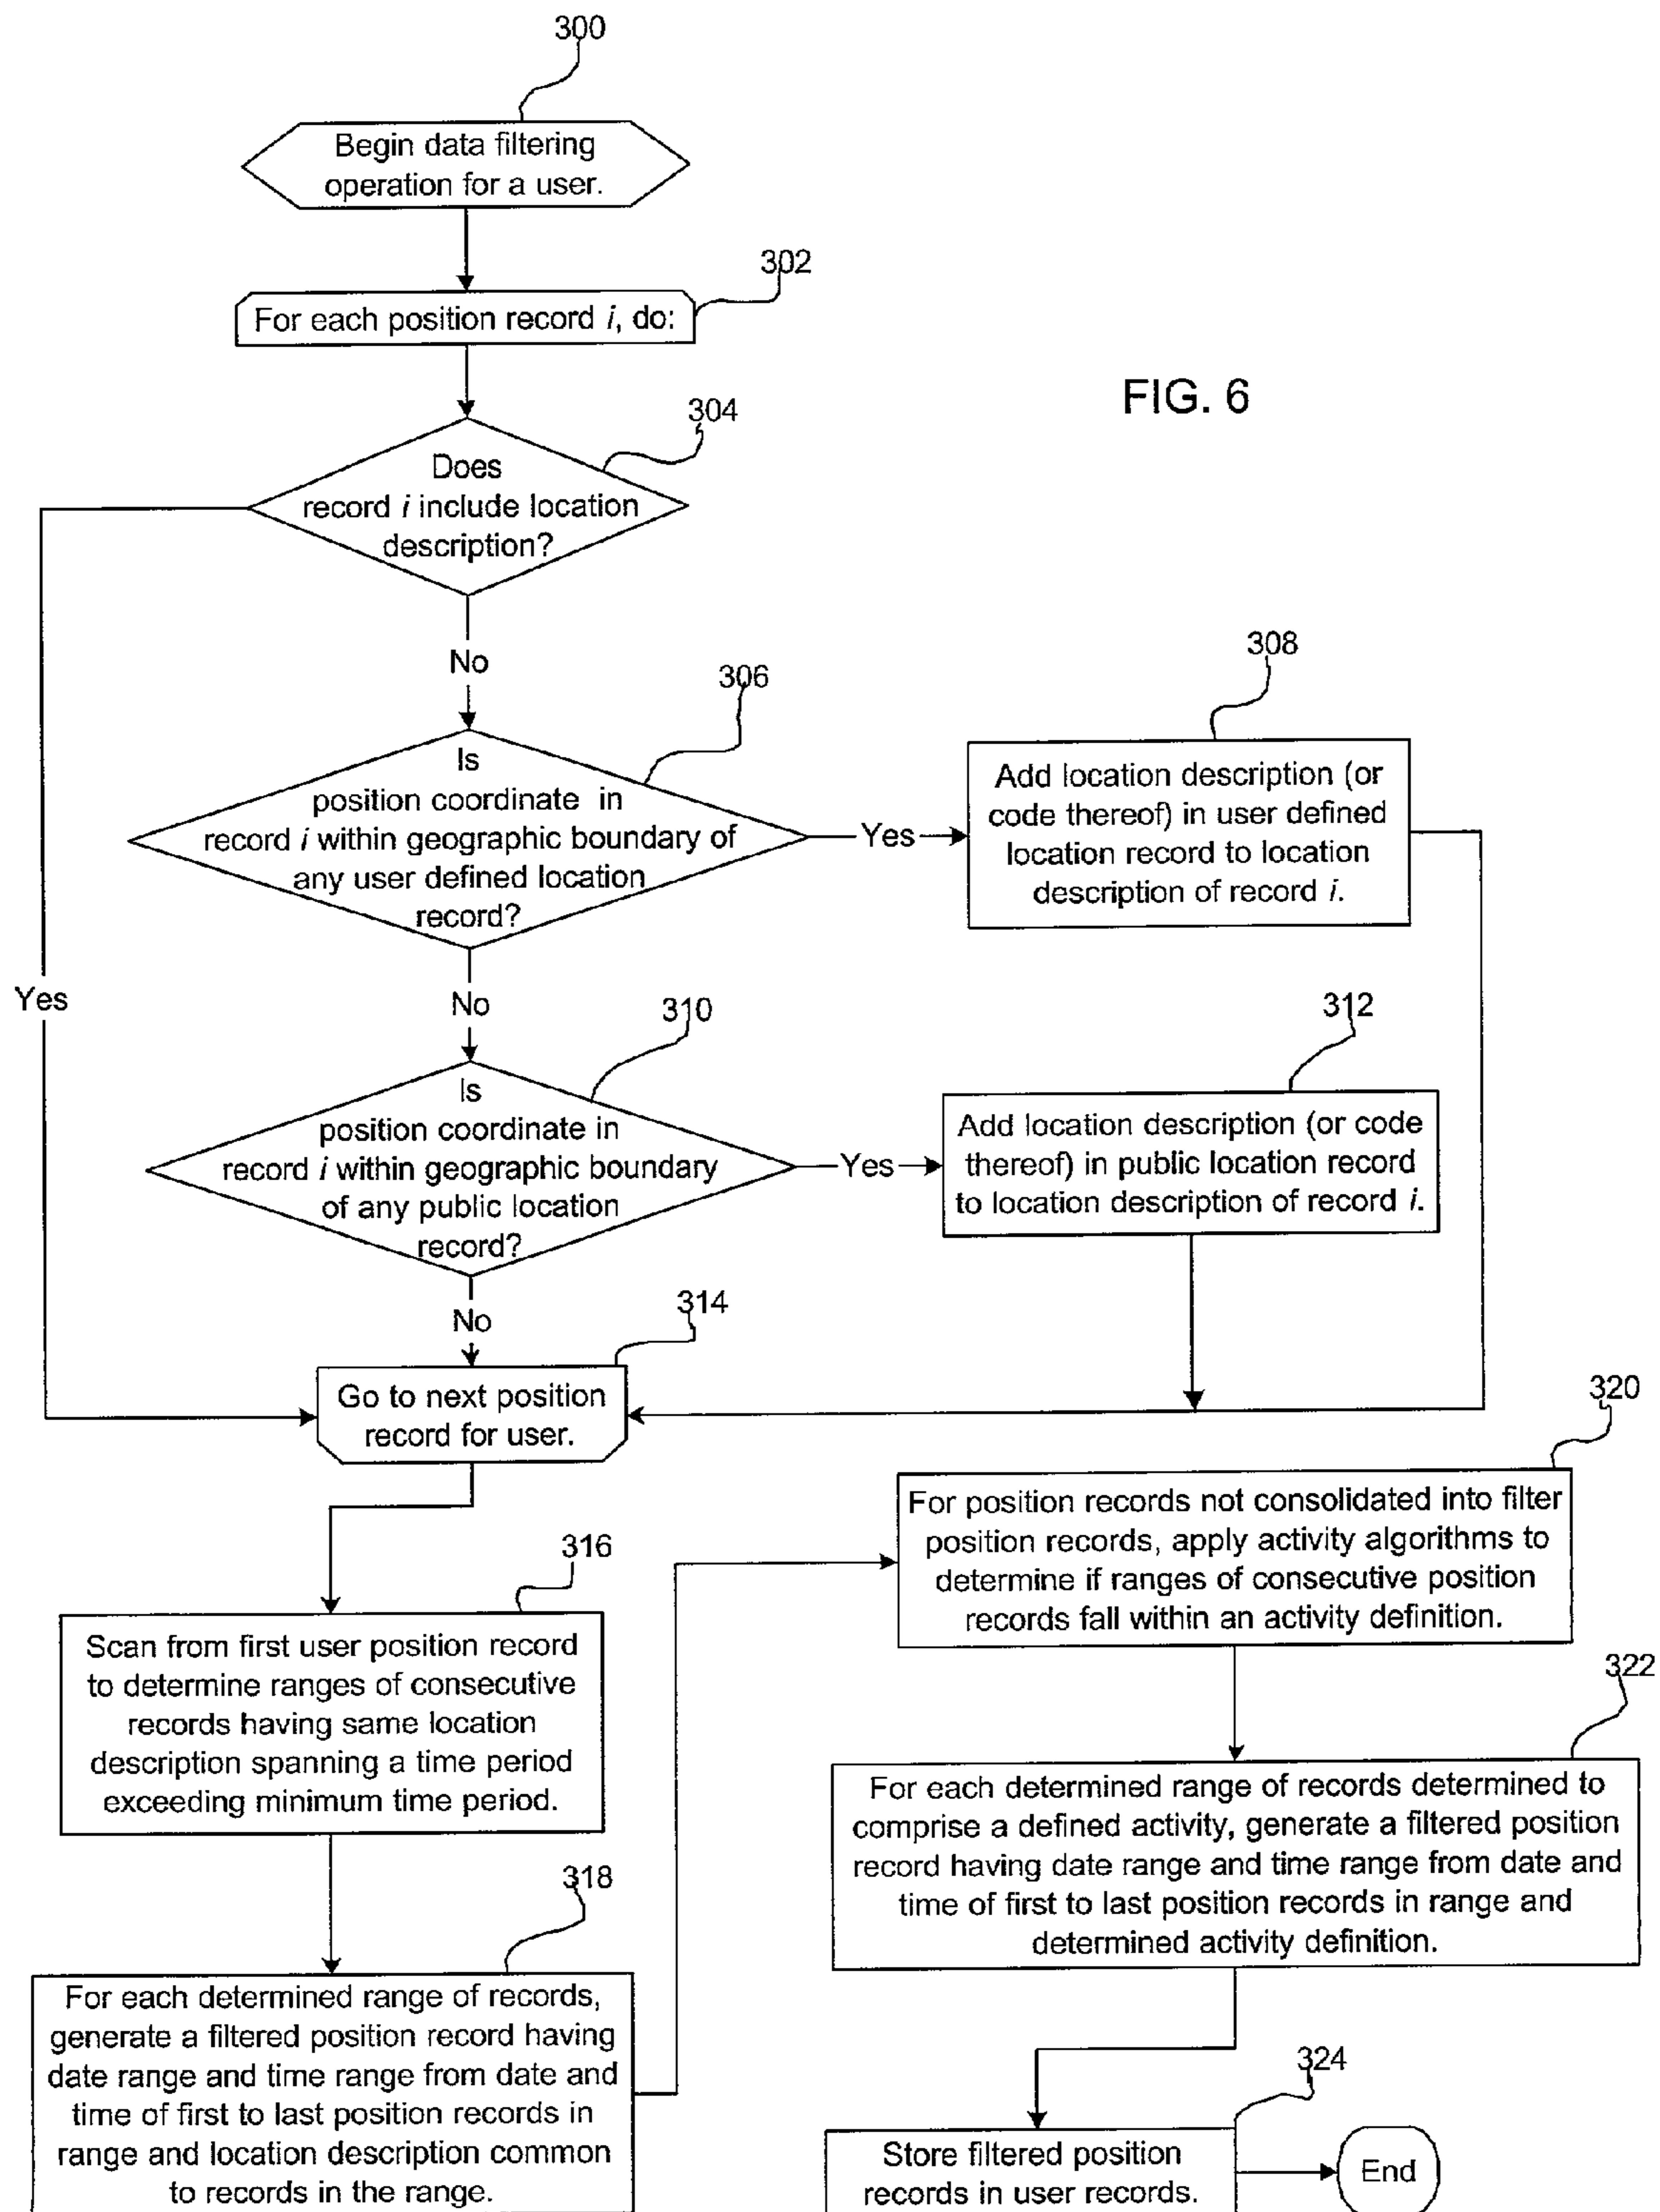 300
Begin data filtering
operation for a user.
302
For each position record i, do:
FIG. 6
304
Does
record i include location
description?
No
306
Is
position coordinate in
record i within geographic boundary of
any user defined location
record?
Yes
308
Add location description (or
code thereof) in user defined
location record to location
description of record i.
Yes
No
310
Is
position coordinate in
record i within geographic boundary
of any public location
record?
Yes
312
Add location description (or code
thereof) in public location record
to location description of record i.
No
314
Go to next position
record for user.
316
Scan from first user position record
to determine ranges of consecutive
records having same location
description spanning a time period
exceeding minimum time period.
318
For each determined range of records,
generate a filtered position record having
date range and time range from date and
time of first to last position records in
range and location description common
to records in the range.
320
For position records not consolidated into filter
position records, apply activity algorithms to
determine if ranges of consecutive position
records fall within an activity definition.
322
For each determined range of records determined to
comprise a defined activity, generate a filtered position
record having date range and time range from date and
time of first to last position records in range and
determined activity definition.
324
Store filtered position
records in user records.
End